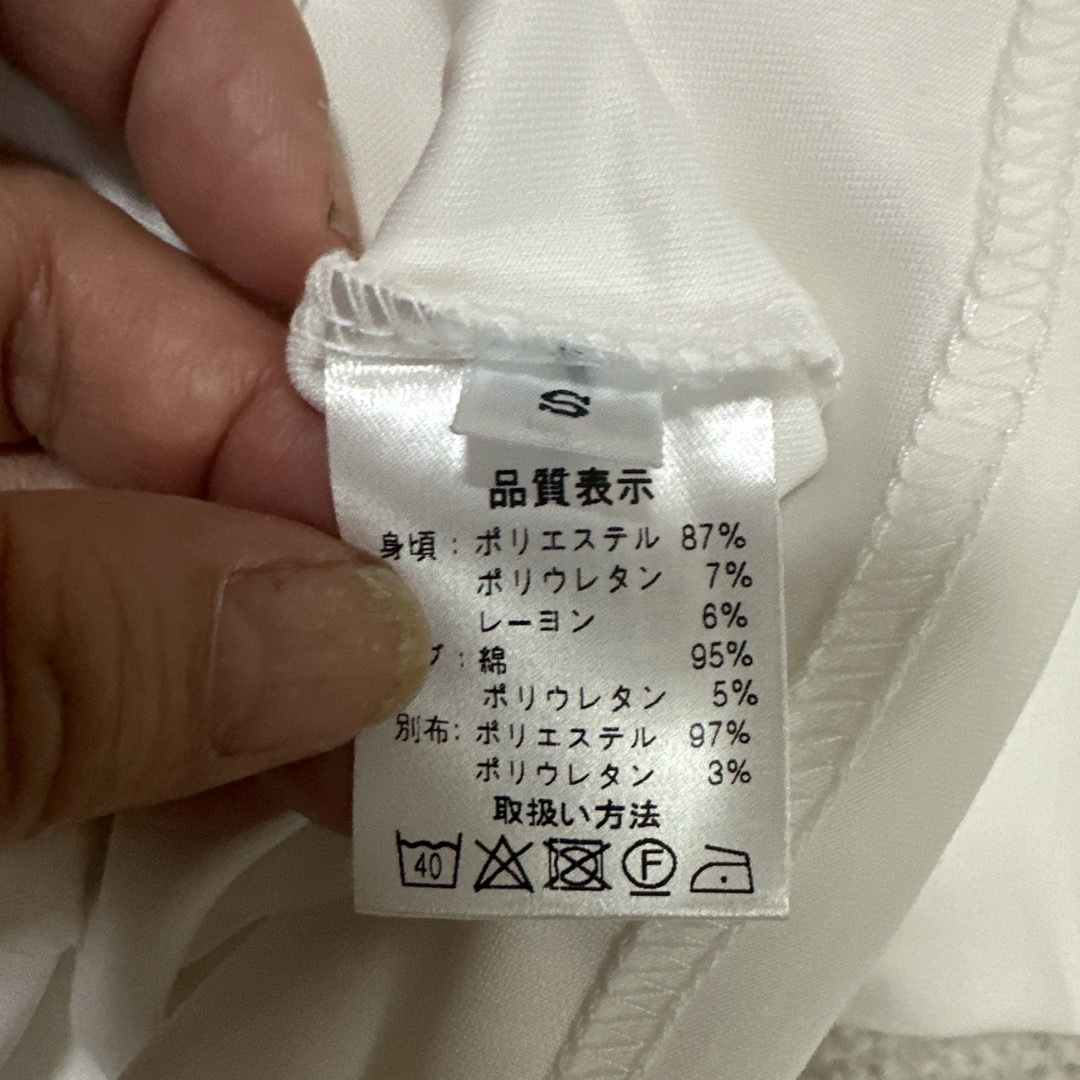 S
品質表示
身頃: ポリエステル 87%
ポリウレタン 7%
レーヨン 6%
ブ: 綿 95%
ポリウレタン 5%
別布: ポリエステル 97%
ポリウレタン 3%
取扱い方法
40 F